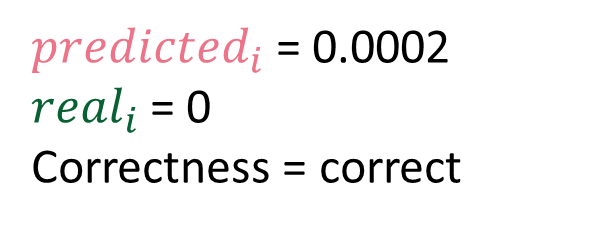 predictedᵢ = 0.0002
realᵢ = 0
Correctness = correct